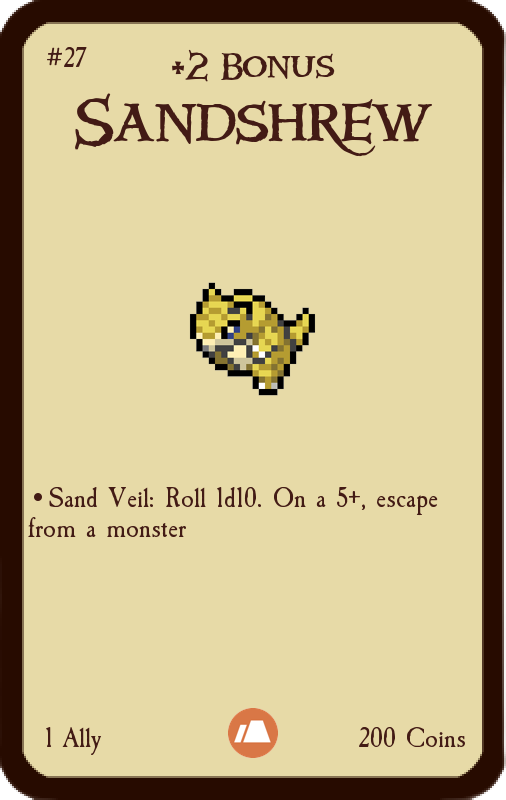 #27
+2 Bonus
Sandshrew
• Sand Veil: Roll 1d10. On a 5+, escape
from a monster
1 Ally
200 Coins